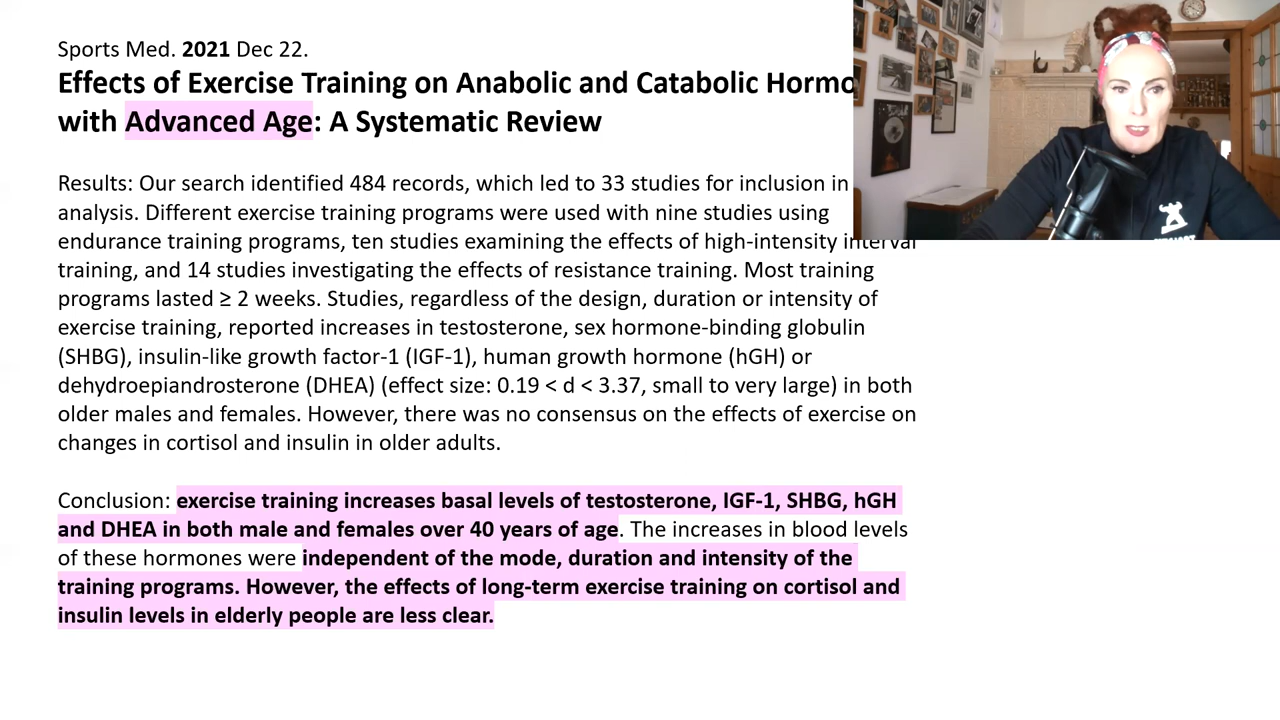 Sports Med. 2021 Dec 22.
Effects of Exercise Training on Anabolic and Catabolic Hormo
with Advanced Age: A Systematic Review
Results: Our search identified 484 records, which led to 33 studies for inclusion in
analysis. Different exercise training programs were used with nine studies using
endurance training programs, ten studies examining the effects of high-intensity interval
training, and 14 studies investigating the effects of resistance training. Most training
programs lasted ≥ 2 weeks. Studies, regardless of the design, duration or intensity of
exercise training, reported increases in testosterone, sex hormone-binding globulin
(SHBG), insulin-like growth factor-1 (IGF-1), human growth hormone (hGH) or
dehydroepiandrosterone (DHEA) (effect size: 0.19 < d < 3.37, small to very large) in both
older males and females. However, there was no consensus on the effects of exercise on
changes in cortisol and insulin in older adults.
Conclusion: exercise training increases basal levels of testosterone, IGF-1, SHBG, hGH
and DHEA in both male and females over 40 years of age. The increases in blood levels
of these hormones were independent of the mode, duration and intensity of the
training programs. However, the effects of long-term exercise training on cortisol and
insulin levels in elderly people are less clear.